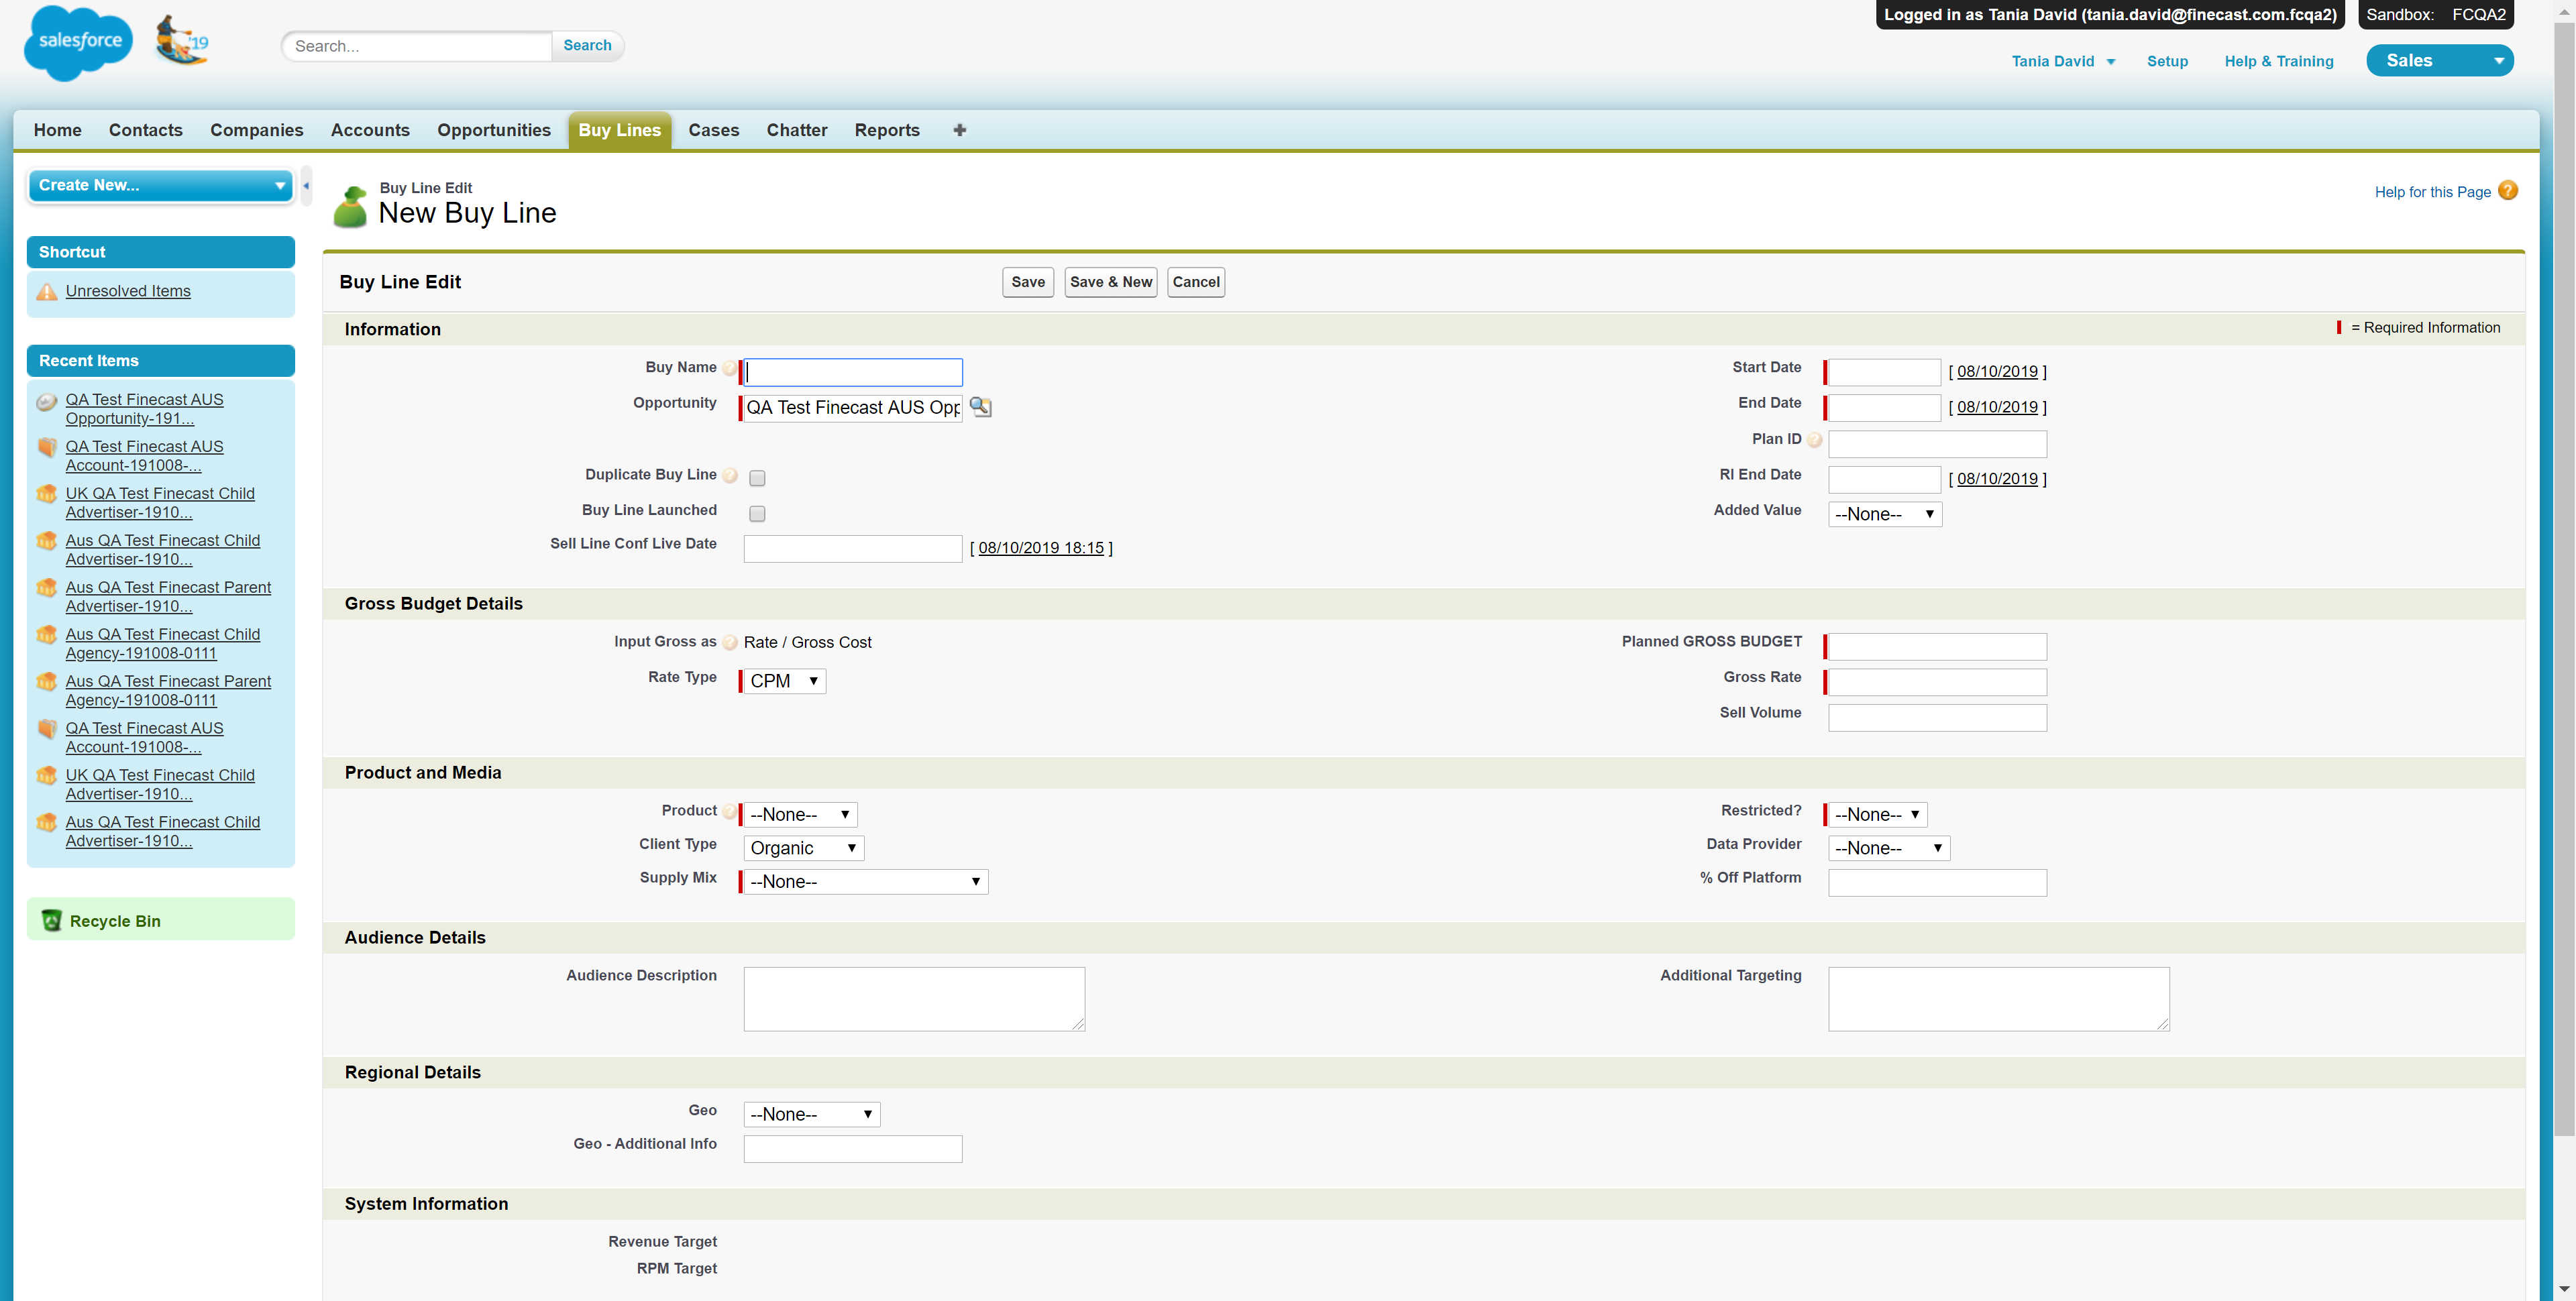 Logged in as Tania David (tania.david@finecast.com.fcqa2)
Sandbox: FCQA2
salesforce
'19
Search...
Search
Tania David
Setup
Help & Training
Sales
Home
Contacts
Companies
Accounts
Opportunities
Buy Lines
Cases
Chatter
Reports
Create New...
Shortcut
Unresolved Items
Recent Items
QA Test Finecast AUS
Opportunity-191...
QA Test Finecast AUS
Account-191008-...
UK QA Test Finecast Child
Advertiser-1910...
Aus QA Test Finecast Child
Advertiser-1910...
Aus QA Test Finecast Parent
Advertiser-1910...
Aus QA Test Finecast Child
Agency-191008-0111
Aus QA Test Finecast Parent
Agency-191008-0111
QA Test Finecast AUS
Account-191008-...
UK QA Test Finecast Child
Advertiser-1910...
Aus QA Test Finecast Child
Advertiser-1910...
Recycle Bin
Buy Line Edit
New Buy Line
Help for this Page ?
Buy Line Edit
Save
Save & New
Cancel
Information
= Required Information
Buy Name ?
Start Date [ 08/10/2019 ]
Opportunity QA Test Finecast AUS Opp
End Date [ 08/10/2019 ]
Plan ID ?
Duplicate Buy Line ?
RI End Date [ 08/10/2019 ]
Buy Line Launched
Added Value --None--
Sell Line Conf Live Date [ 08/10/2019 18:15 ]
Gross Budget Details
Input Gross as ? Rate / Gross Cost
Planned GROSS BUDGET
Rate Type CPM
Gross Rate
Sell Volume
Product and Media
Product ? --None--
Restricted? --None--
Client Type Organic
Data Provider --None--
Supply Mix --None--
% Off Platform
Audience Details
Audience Description
Additional Targeting
Regional Details
Geo --None--
Geo - Additional Info
System Information
Revenue Target
RPM Target